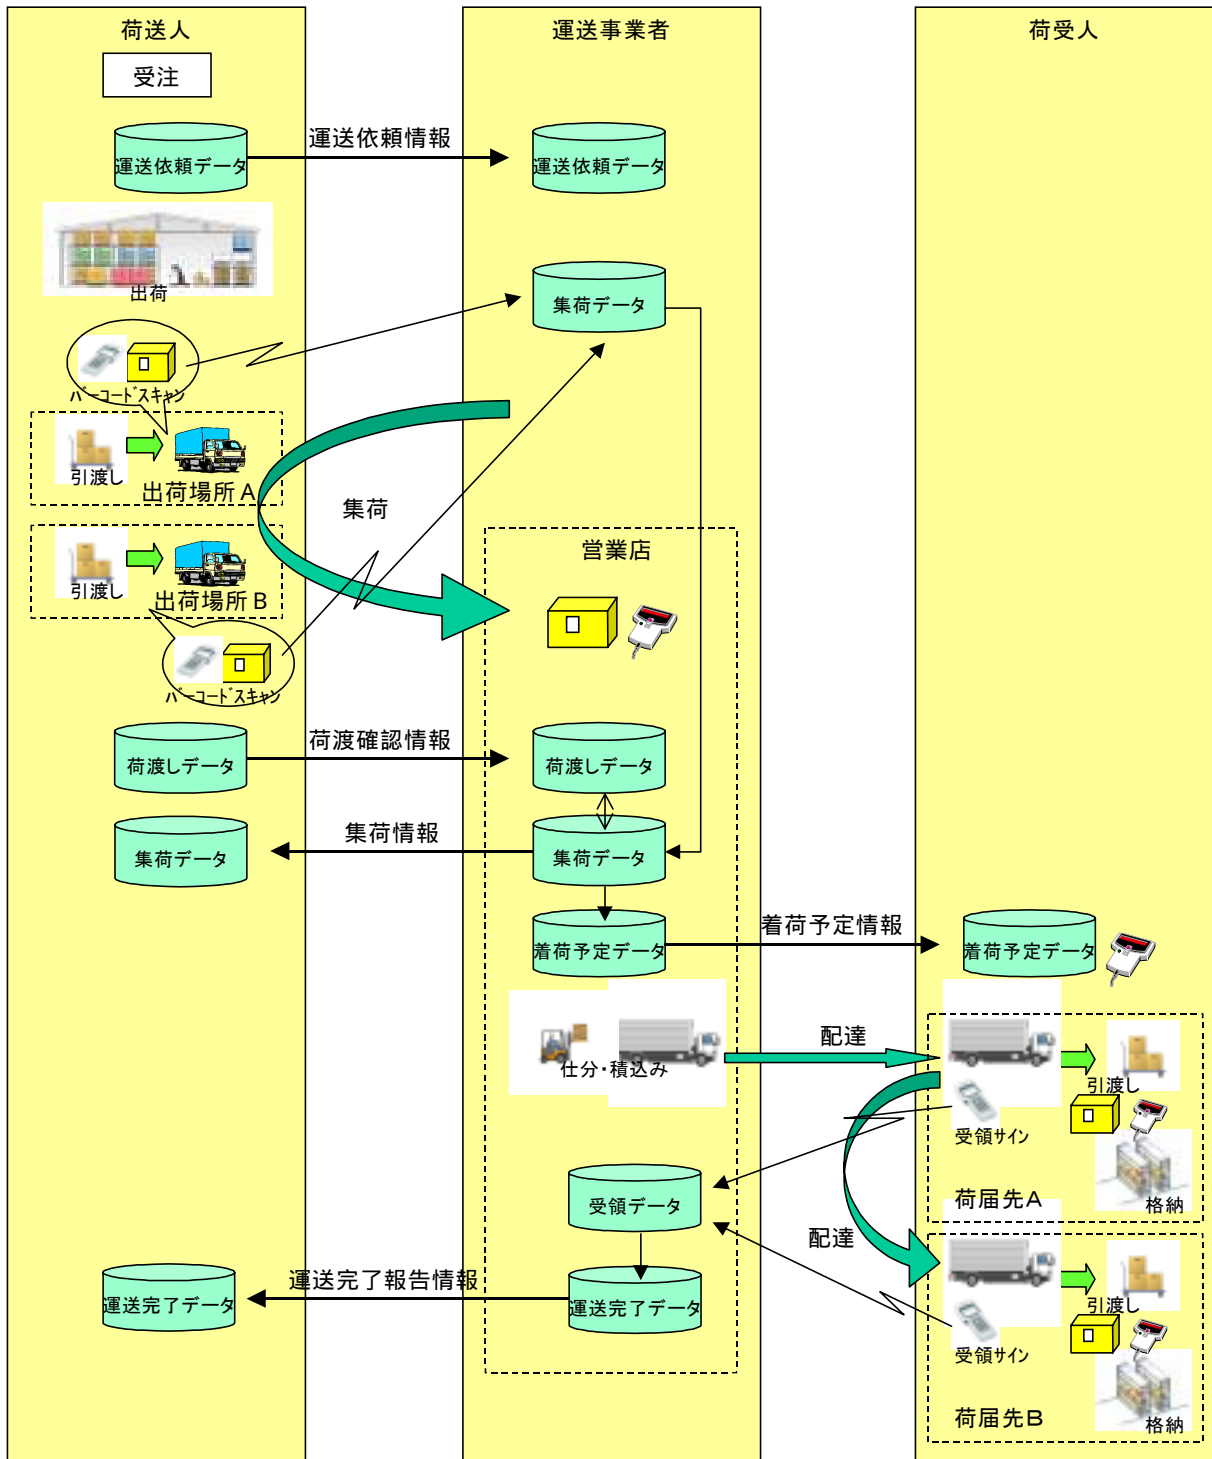 荷送人
運送事業者
荷受人
受注
運送依頼情報
運送依頼データ
運送依頼データ
出荷
集荷データ
バーコードスキャン
引渡し
出荷場所A
集荷
引渡し
出荷場所B
営業店
バーコードスキャン
荷渡確認情報
荷渡しデータ
荷渡しデータ
集荷情報
集荷データ
集荷データ
着荷予定情報
着荷予定データ
着荷予定データ
配達
仕分・積込み
引渡し
受領サイン
荷届先A
格納
受領データ
配達
運送完了報告情報
運送完了データ
運送完了データ
引渡し
受領サイン
荷届先B
格納